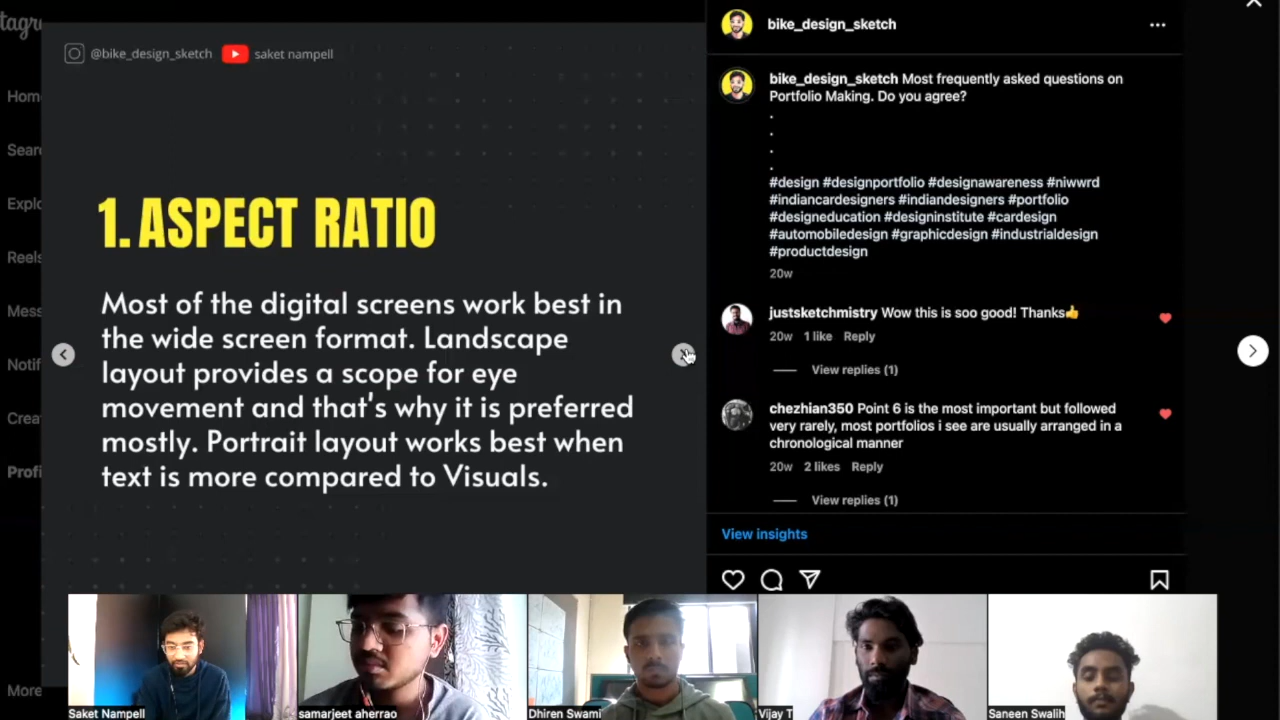 tagr
@bike_design_sketch saket nampell
1. ASPECT RATIO
Most of the digital screens work best in
the wide screen format. Landscape
layout provides a scope for eye
movement and that's why it is preferred
mostly. Portrait layout works best when
text is more compared to Visuals.
Hom
Sear
Explo
Reels
Mess
Notif
Crea
Profi
More
bike_design_sketch
bike_design_sketch Most frequently asked questions on
Portfolio Making. Do you agree?
.
.
.
.
#design #designportfolio #designawareness #niwwrd
#indiancardesigners #indiandesigners #portfolio
#designeducation #designinstitute #cardesign
#automobiledesign #graphicdesign #industrialdesign
#productdesign
20w
justsketchmistry Wow this is soo good! Thanks👍
20w 1 like Reply
View replies (1)
chezhian350 Point 6 is the most important but followed
very rarely, most portfolios i see are usually arranged in a
chronological manner
20w 2 likes Reply
View replies (1)
View insights
Saket Nampell
samarjeet aherrao
Dhiren Swami
Vijay T
Saneen Swalih